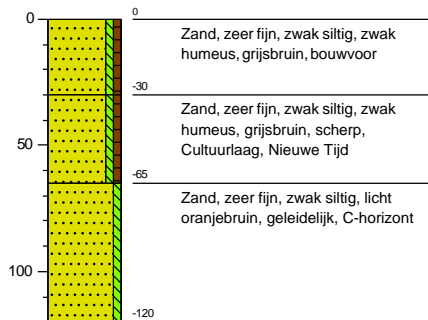 0
0
Zand, zeer fijn, zwak siltig, zwak
humeus, grijsbruin, bouwvoor
-30
Zand, zeer fijn, zwak siltig, zwak
humeus, grijsbruin, scherp,
Cultuurlaag, Nieuwe Tijd
50
-65
Zand, zeer fijn, zwak siltig, licht
oranjebruin, geleidelijk, C-horizont
100
-120